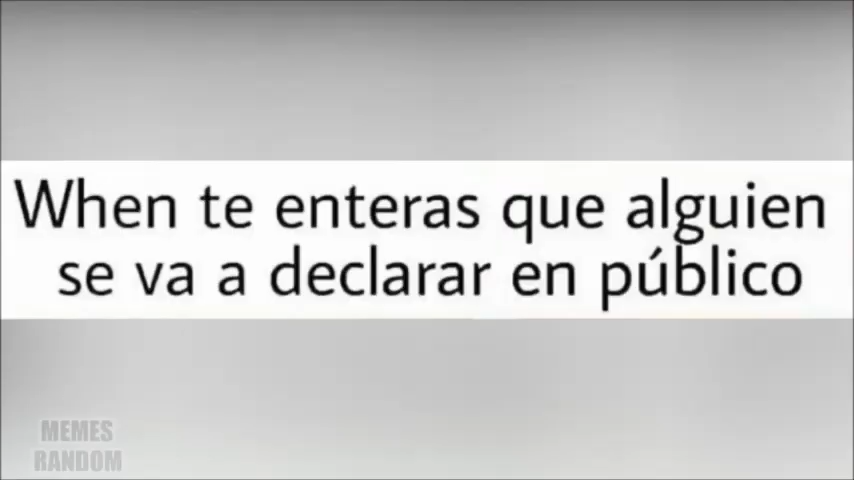 When te enteras que alguien
se va a declarar en público
MEMES
RANDOM